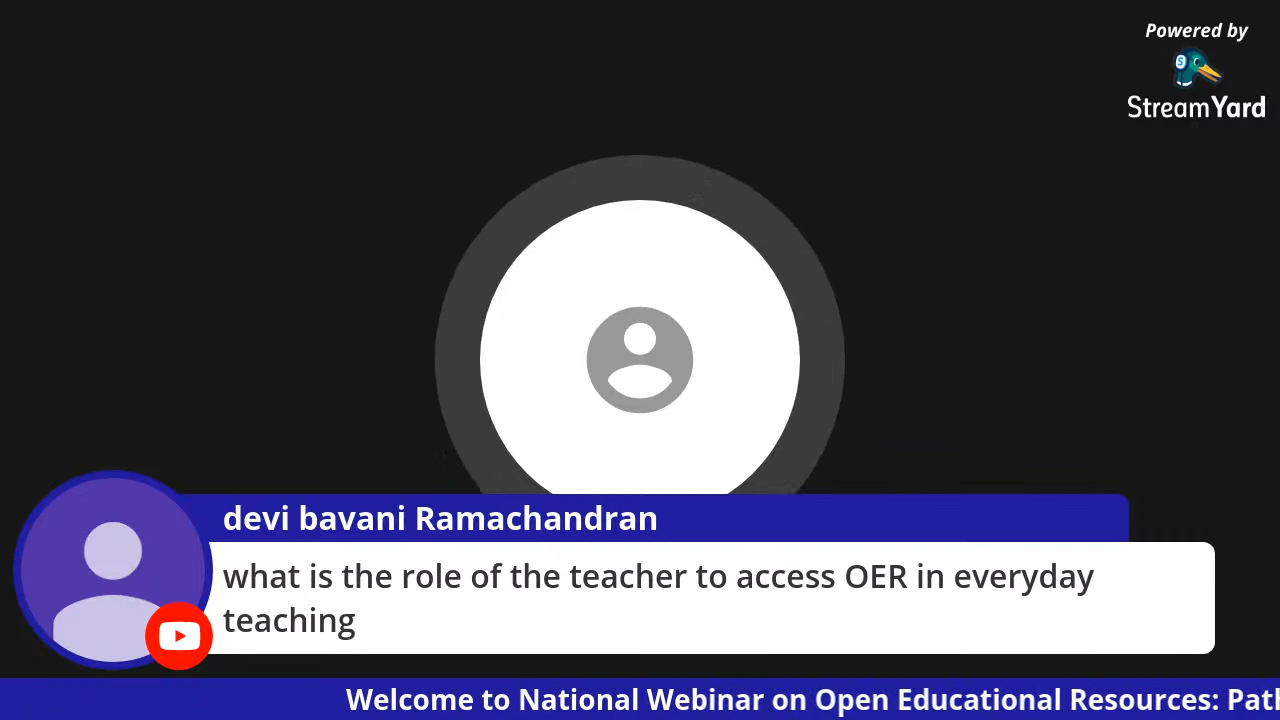 Powered by
StreamYard
devi bavani Ramachandran
what is the role of the teacher to access OER in everyday
teaching
Welcome to National Webinar on Open Educational Resources: Pat